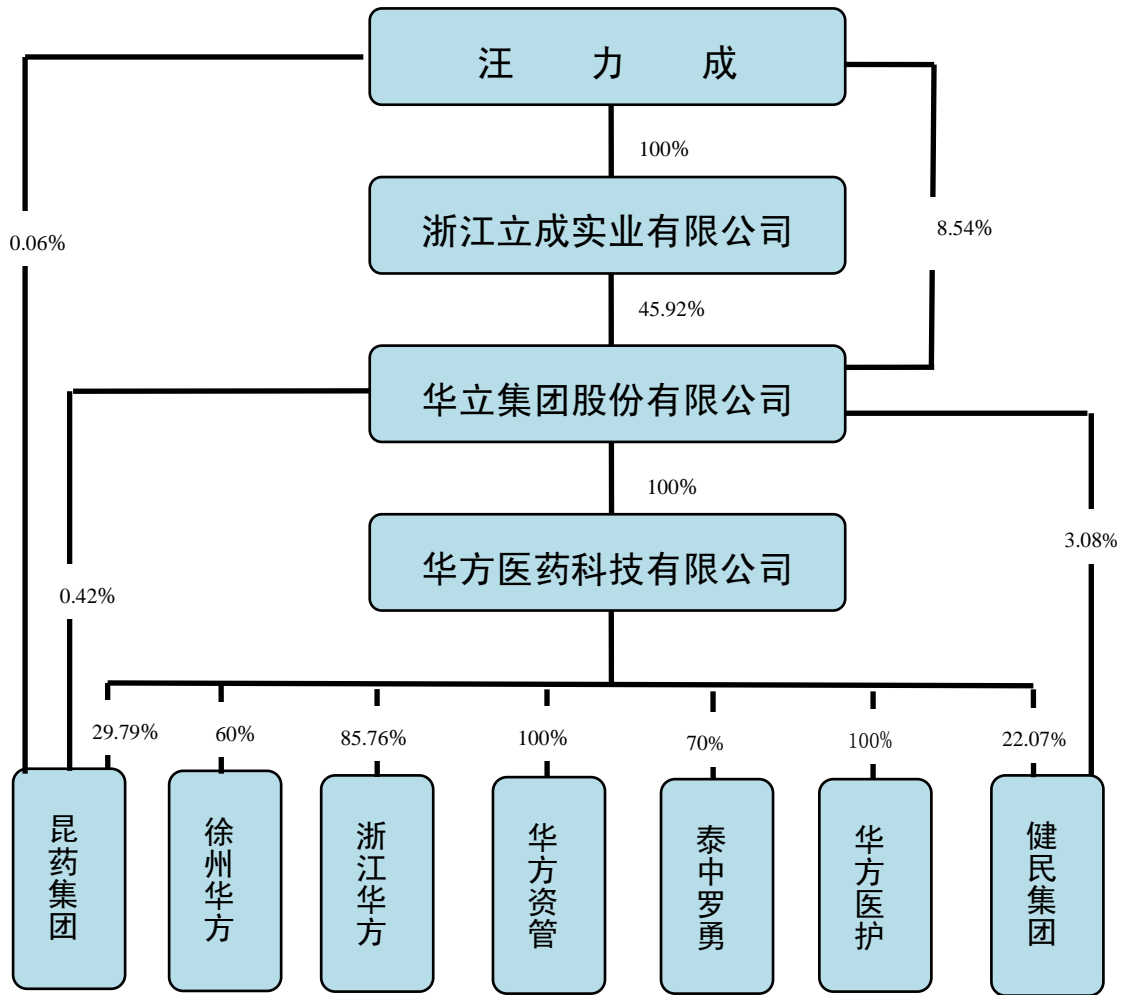 汪 力 成
100%
浙江立成实业有限公司
0.06%
8.54%
45.92%
华立集团股份有限公司
100%
3.08%
华方医药科技有限公司
0.42%
29.79%
60%
85.76%
100%
70%
100%
22.07%
昆药集团
徐州华方
浙江华方
华方资管
泰中罗勇
华方医护
健民集团